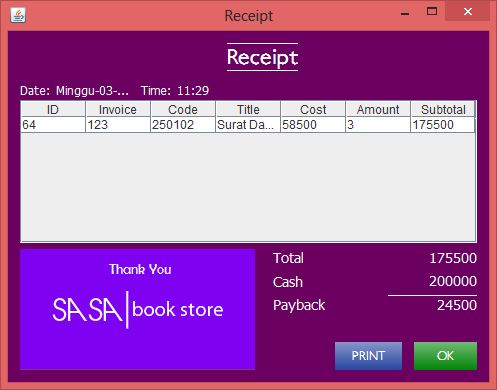 Receipt
Receipt
Date: Minggu-03-... Time: 11:29
ID Invoice Code Title Cost Amount Subtotal
64 123 250102 Surat Da... 58500 3 175500
Thank You
SASA book store
Total 175500
Cash 200000
Payback 24500
PRINT OK